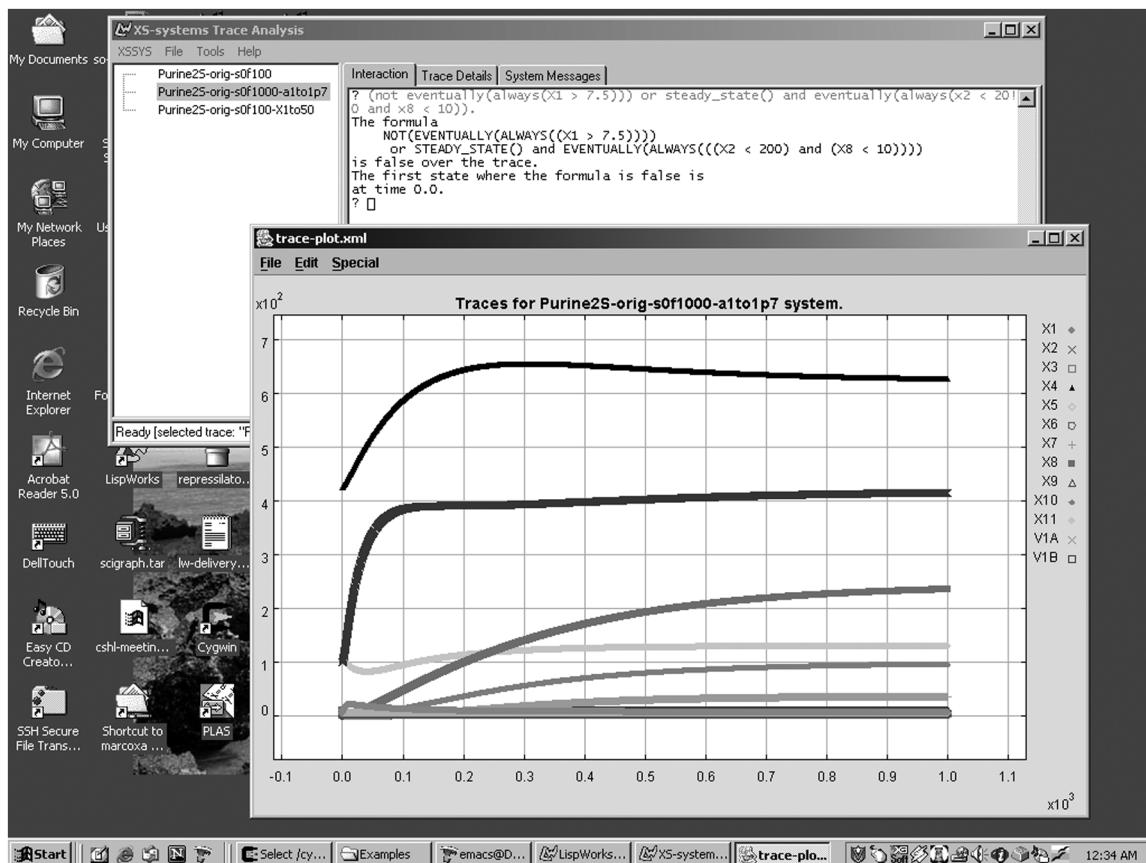 XS-systems Trace Analysis
XSSYS File Tools Help
Purine2S-orig-s0f100
Purine2S-orig-s0f1000-a1to1p7
Purine2S-orig-s0f100-X1to50
Interaction Trace Details System Messages
? (not eventually(always(X1 > 7.5))) or steady_state() and eventually(always(x2 < 20!
0 and x8 < 10)).
The formula
NOT(EVENTUALLY(ALWAYS((X1 > 7.5))))
or STEADY_STATE() and EVENTUALLY(ALWAYS(((X2 < 200) and (X8 < 10))))
is false over the trace.
The first state where the formula is false is
at time 0.0.
?
Ready [selected trace: "P
trace-plot.xml
File Edit Special
Traces for Purine2S-orig-s0f1000-a1to1p7 system.
x10²
7
6
5
4
3
2
1
0
-0.1 0.0 0.1 0.2 0.3 0.4 0.5 0.6 0.7 0.8 0.9 1.0 1.1
x10³
X1
X2
X3
X4
X5
X6
X7
X8
X9
X10
X11
V1A
V1B
My Documents
so-
My Computer
My Network
Places
Us
Recycle Bin
Internet
Explorer
Fo
Acrobat
Reader 5.0
LispWorks
repressilato...
DellTouch
scigraph.tar
lw-delivery...
Easy CD
Creato...
cshl-meetin...
Cygwin
SSH Secure
File Trans...
Shortcut to
marcoxa ...
PLAS
Start
Select /cy...
Examples
emacs@D...
LispWorks...
XS-system...
trace-plo...
12:34 AM